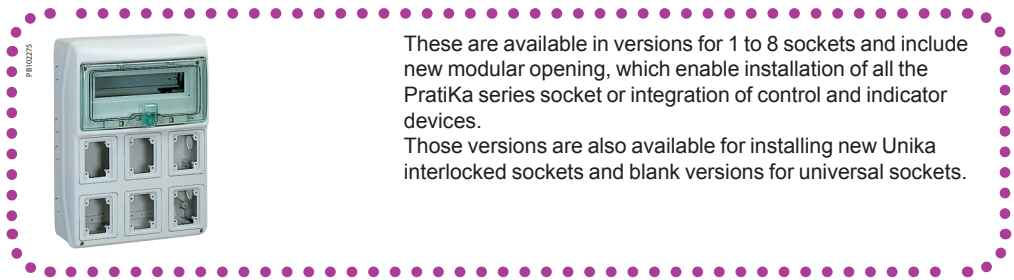 PB102275
These are available in versions for 1 to 8 sockets and include
new modular opening, which enable installation of all the
PratiKa series socket or integration of control and indicator
devices.
Those versions are also available for installing new Unika
interlocked sockets and blank versions for universal sockets.